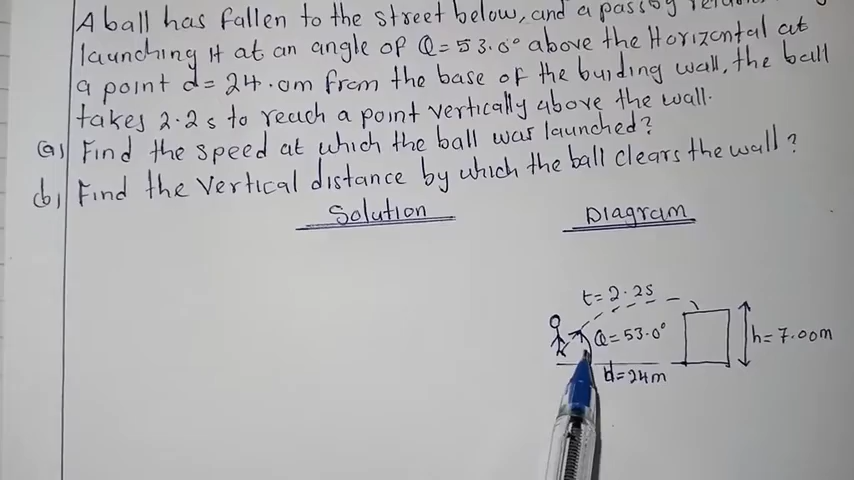 A ball has fallen to the street below, and a
launching it at an angle of Q = 53.0° above the Horizontal at
a point d = 24.0m from the base of the building wall, the ball
takes 2.2s to reach a point vertically above the wall.
(a) Find the speed at which the ball was launched?
(b) Find the vertical distance by which the ball clears the wall?
Solution
Diagram
t = 2.2s
Q = 53.0°
h = 7.00m
d = 24m